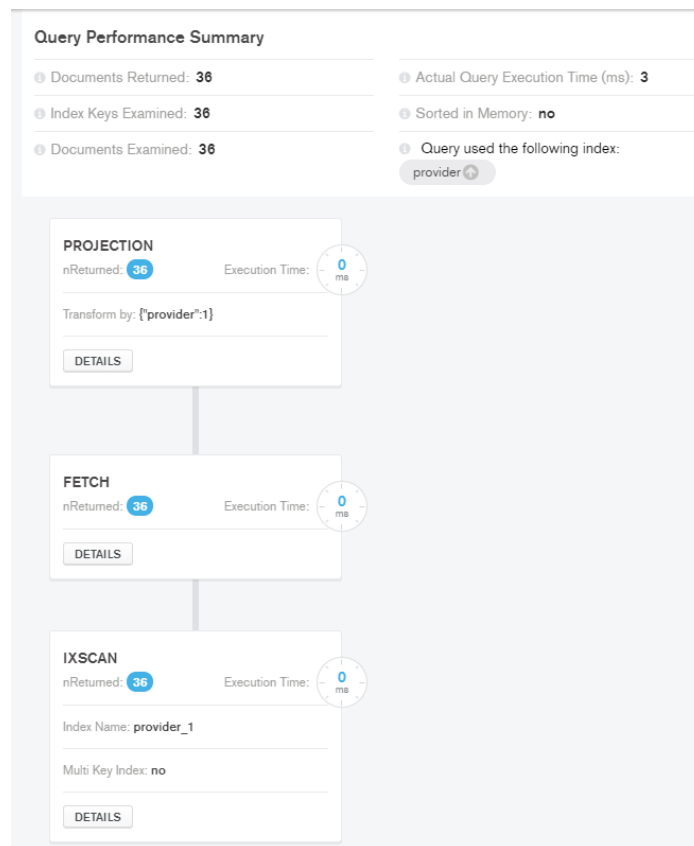 Query Performance Summary
Documents Returned: 36
Actual Query Execution Time (ms): 3
Index Keys Examined: 36
Sorted in Memory: no
Documents Examined: 36
Query used the following index:
provider
PROJECTION
nReturned: 36 Execution Time: 0 ms
Transform by: {"provider":1}
DETAILS
FETCH
nReturned: 36 Execution Time: 0 ms
DETAILS
IXSCAN
nReturned: 36 Execution Time: 0 ms
Index Name: provider_1
Multi Key Index: no
DETAILS